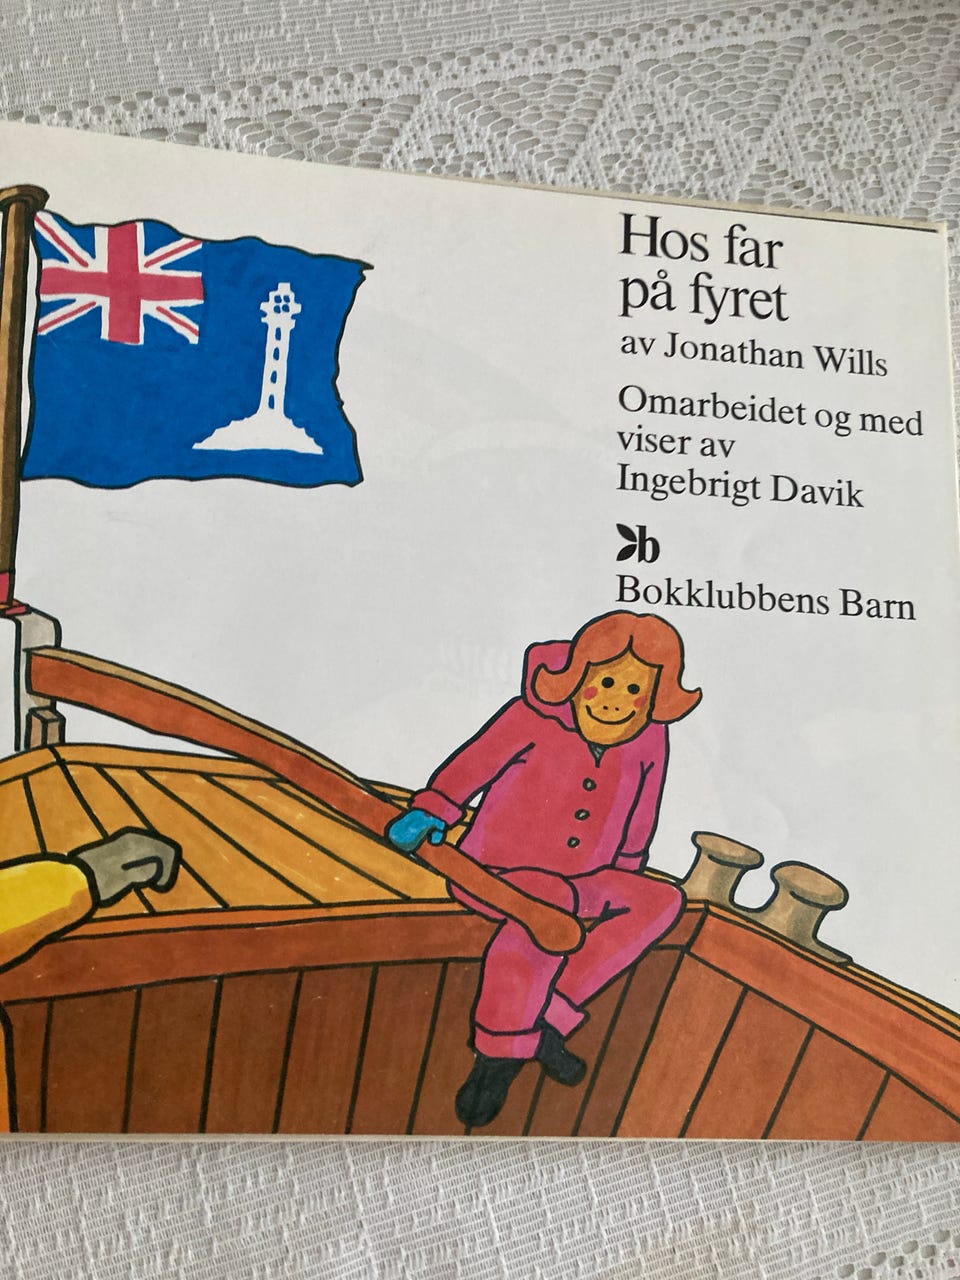 Hos far
på fyret
av Jonathan Wills
Omarbeidet og med
viser av
Ingebrigt Davik
b
Bokklubbens Barn